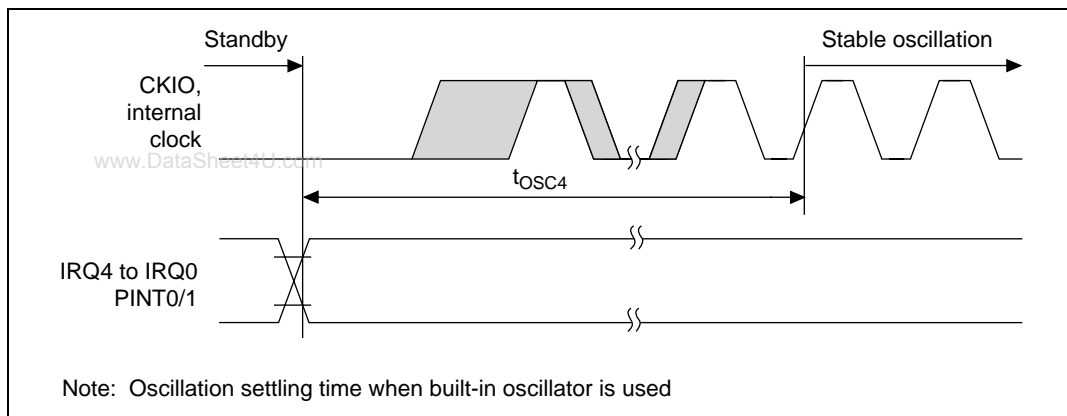 Standby
Stable oscillation
CKIO,
internal
clock
www.DataSheet4U.com
tOSC4
IRQ4 to IRQ0
PINT0/1
Note: Oscillation settling time when built-in oscillator is used